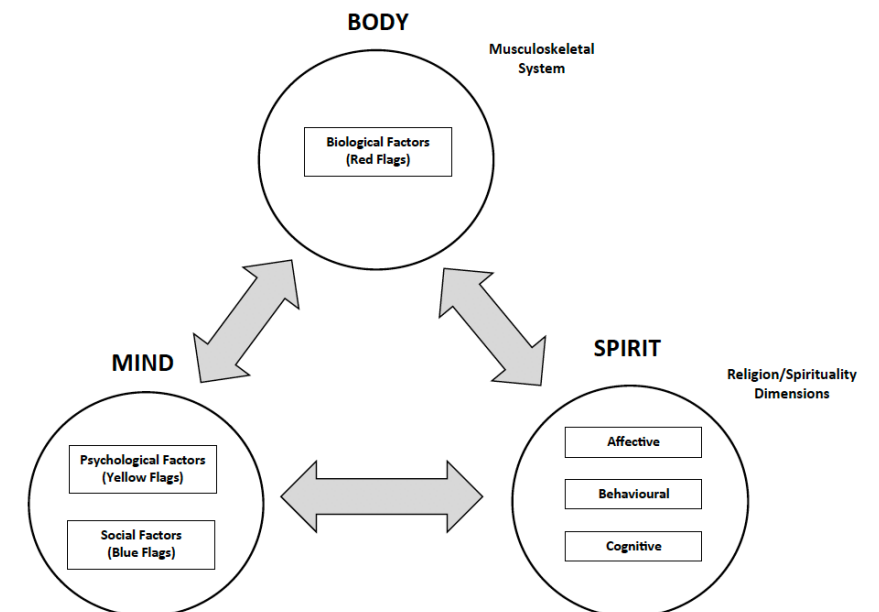 BODY
Musculoskeletal
System
Biological Factors
(Red Flags)
MIND
SPIRIT
Religion/Spirituality
Dimensions
Psychological Factors
(Yellow Flags)
Social Factors
(Blue Flags)
Affective
Behavioural
Cognitive